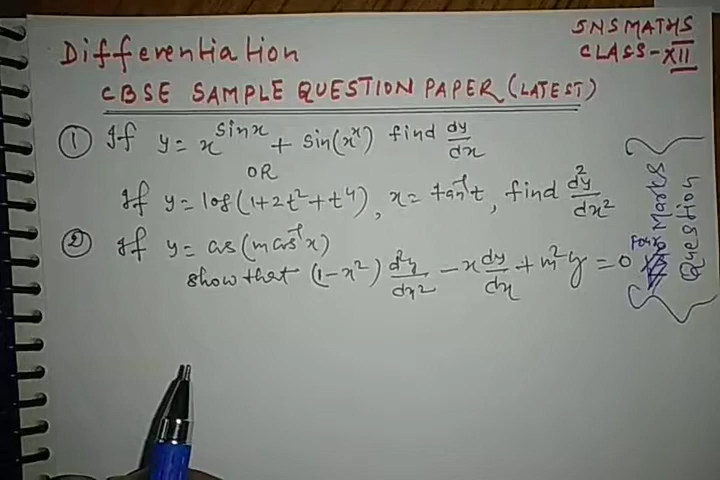 Differentiation
SNSMATHS
CLASS-XII
CBSE SAMPLE QUESTION PAPER (LATEST)
① If y = x^sinx + sin(x^x) find dy/dx
OR
If y = log(1+2t²+t⁴), x = tan⁻¹t, find d²y/dx²
② If y = cos(m cos⁻¹x)
show that (1-x²) d²y/dx² - x dy/dx + m²y = 0
Four Marks
Question